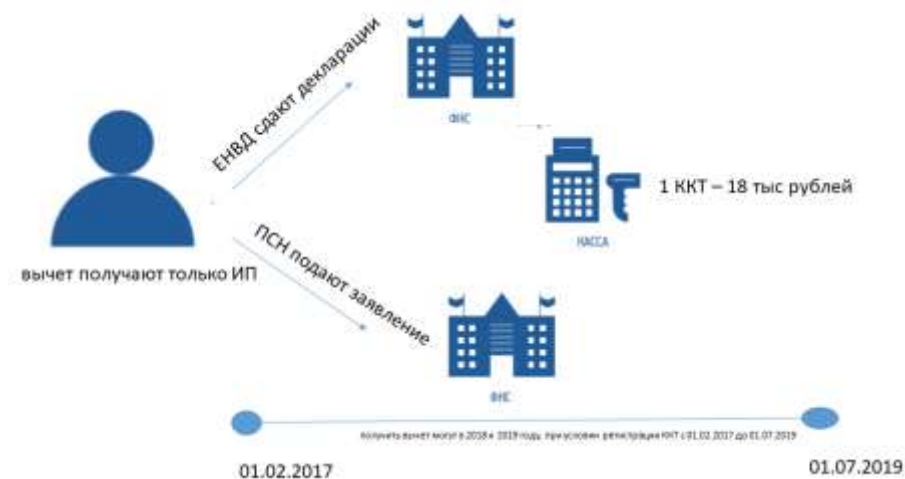 ЕНВД сдают декларации
ФНС
1 ККТ – 18 тыс рублей
КАССА
вычет получают только ИП
ПСН подают заявление
ФНС
получить вычет могут в 2018 и 2019 году, при условии регистрации ККТ с 01.02.2017 до 01.07.2019
01.02.2017
01.07.2019